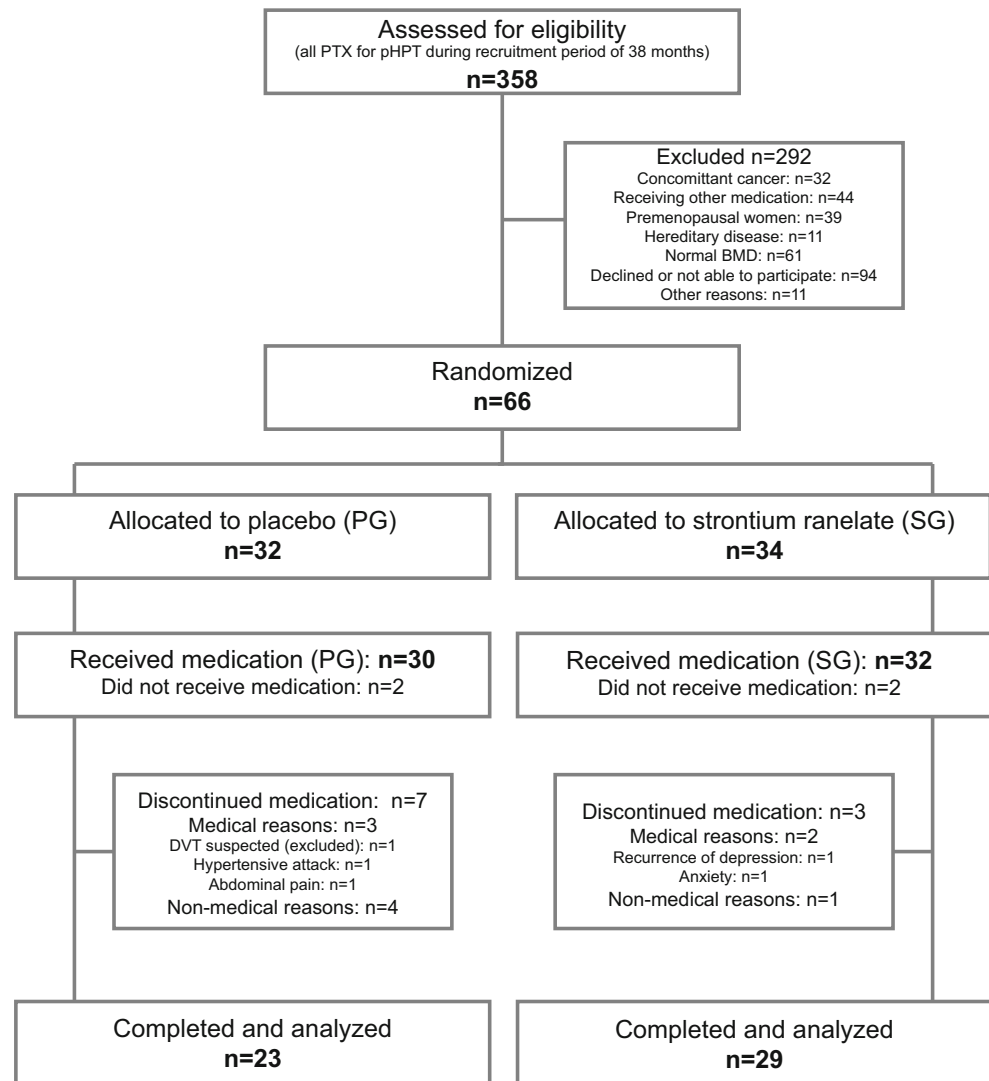 Assessed for eligibility
(all PTX for pHPT during recruitment period of 38 months)
n=358
Excluded n=292
Concomittant cancer: n=32
Receiving other medication: n=44
Premenopausal women: n=39
Hereditary disease: n=11
Normal BMD: n=61
Declined or not able to participate: n=94
Other reasons: n=11
Randomized
n=66
Allocated to placebo (PG)
n=32
Allocated to strontium ranelate (SG)
n=34
Received medication (PG): n=30
Did not receive medication: n=2
Received medication (SG): n=32
Did not receive medication: n=2
Discontinued medication: n=7
Medical reasons: n=3
DVT suspected (excluded): n=1
Hypertensive attack: n=1
Abdominal pain: n=1
Non-medical reasons: n=4
Discontinued medication: n=3
Medical reasons: n=2
Recurrence of depression: n=1
Anxiety: n=1
Non-medical reasons: n=1
Completed and analyzed
n=23
Completed and analyzed
n=29